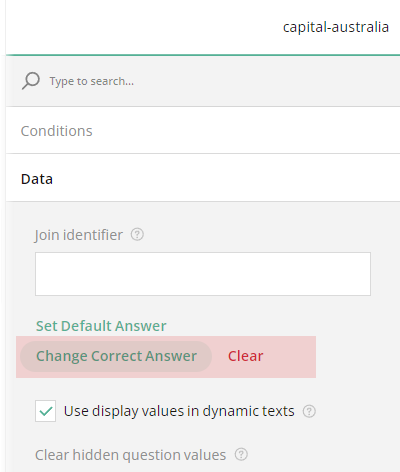 capital-australia
Type to search...
Conditions
Data
Join identifier
Set Default Answer
Change Correct Answer Clear
Use display values in dynamic texts
Clear hidden question values